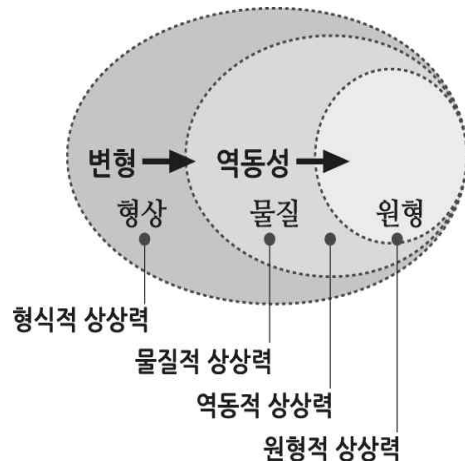 변형 역동성
형상 물질 원형
형식적 상상력
물질적 상상력
역동적 상상력
원형적 상상력